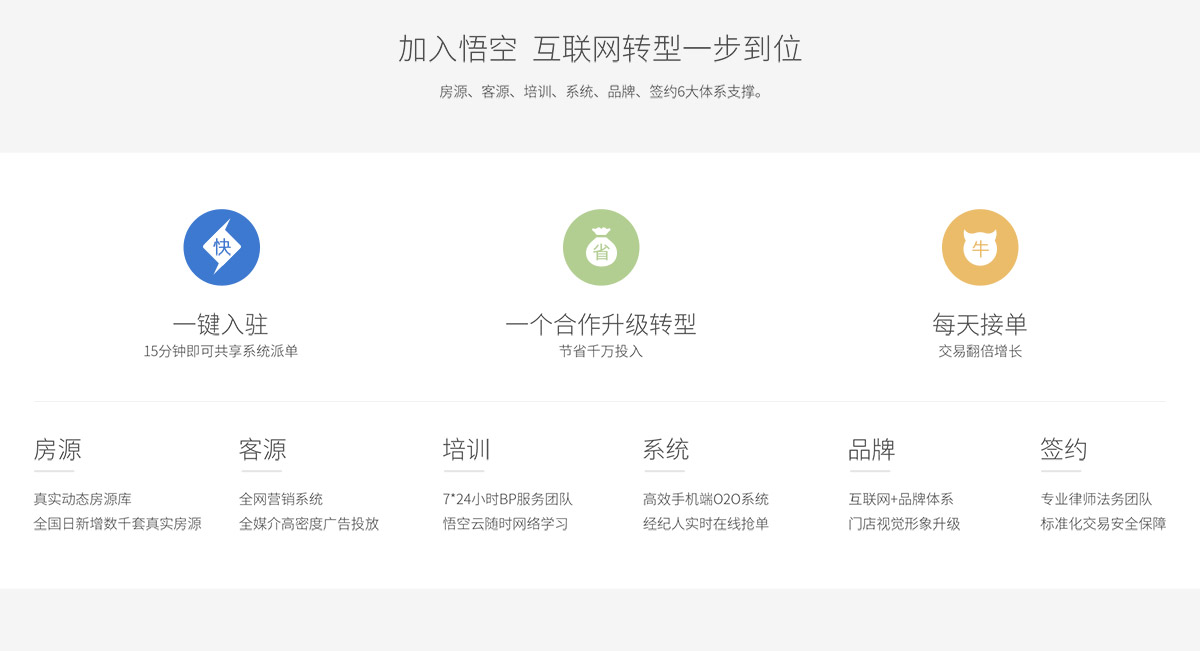 加入悟空 互联网转型一步到位
房源、客源、培训、系统、品牌、签约6大体系支撑。
快
省
牛
一键入驻
一个合作升级转型
每天接单
15分钟即可共享系统派单
节省千万投入
交易翻倍增长
房源
客源
培训
系统
品牌
签约
真实动态房源库
全网营销系统
7*24小时BP服务团队
高效手机端O2O系统
互联网+品牌体系
专业律师法务团队
全国日新增数千套真实房源
全媒介高密度广告投放
悟空云随时网络学习
经纪人实时在线抢单
门店视觉形象升级
标准化交易安全保障